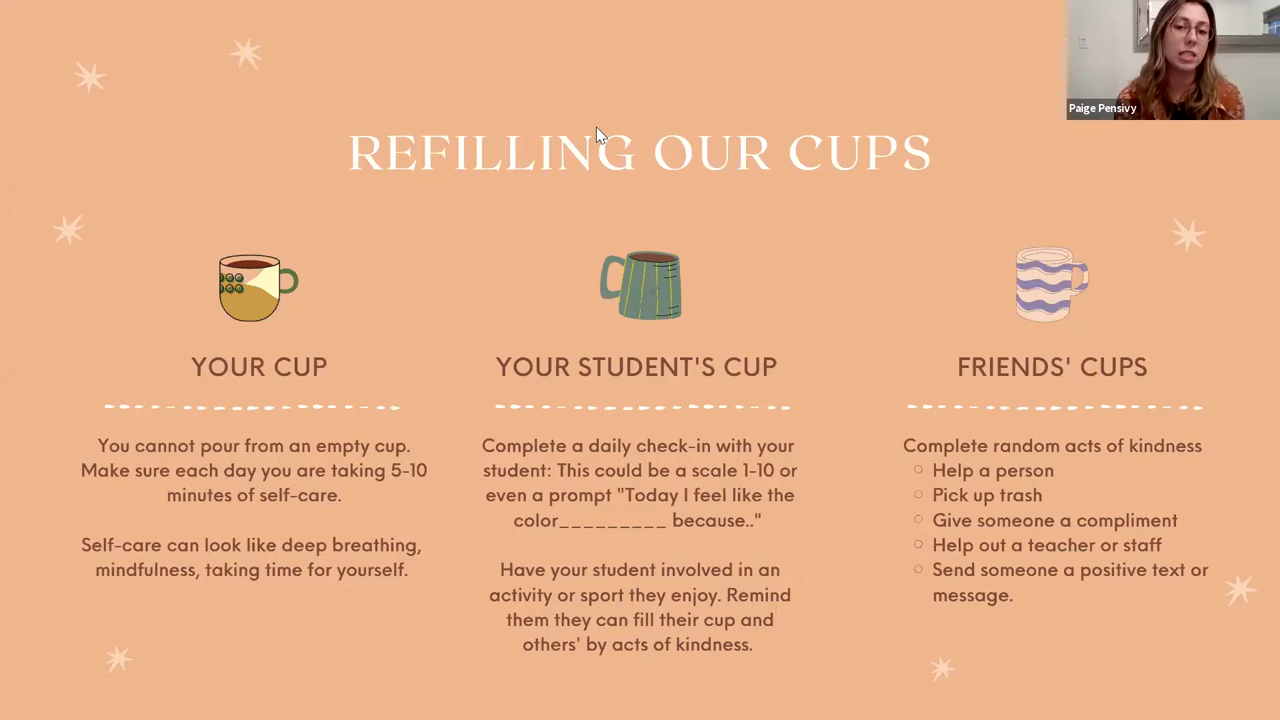 Paige Pensivy
REFILLING OUR CUPS
YOUR CUP
You cannot pour from an empty cup.
Make sure each day you are taking 5-10
minutes of self-care.
Self-care can look like deep breathing,
mindfulness, taking time for yourself.
YOUR STUDENT'S CUP
Complete a daily check-in with your
student: This could be a scale 1-10 or
even a prompt "Today I feel like the
color_________ because.."
Have your student involved in an
activity or sport they enjoy. Remind
them they can fill their cup and
others' by acts of kindness.
FRIENDS' CUPS
Complete random acts of kindness
Help a person
Pick up trash
Give someone a compliment
Help out a teacher or staff
Send someone a positive text or
message.